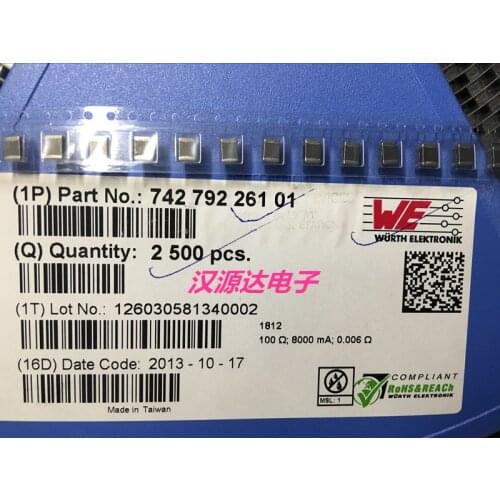 (1P) Part No.: 742 792 261 01
WE
WÜRTH ELEKTRONIK
(Q) Quantity: 2 500 pcs.
汉源达电子
(1T) Lot No.: 126030581340002
1812
100 Ω; 8000 mA; 0.006 Ω
(16D) Date Code: 2013 - 10 - 17
Made in Taiwan
MSL: 1
COMPLIANT
RoHS&REACh
WÜRTH ELEKTRONIK